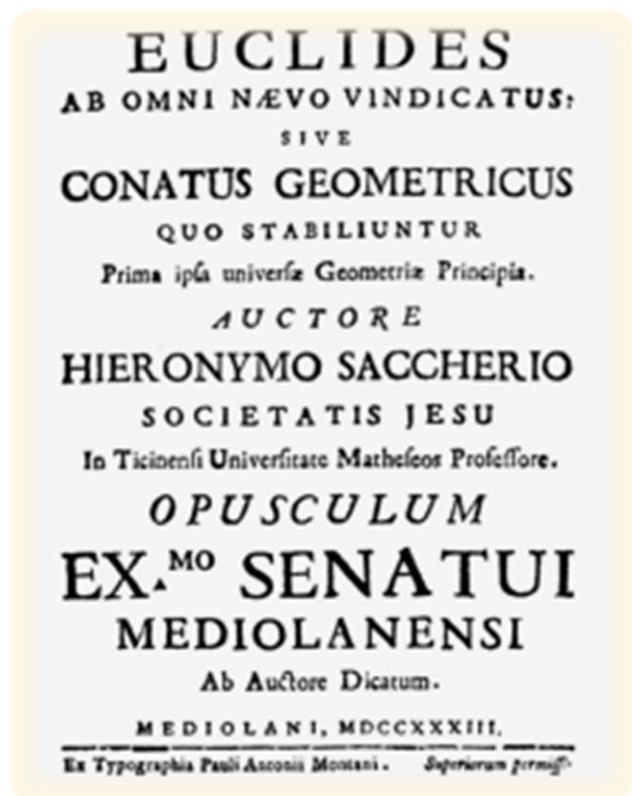 EUCLIDES
AB OMNI NÆVO VINDICATUS:
SIVE
CONATUS GEOMETRICUS
QUO STABILIUNTUR
Prima ipſa univerſæ Geometriæ Principia.
AUCTORE
HIERONYMO SACCHERIO
SOCIETATIS JESU
In Ticinenſi Univerſitate Matheſeos Profeſſore.
OPUSCULUM
EX.MO SENATUI
MEDIOLANENSI
Ab Auctore Dicatum.
MEDIOLANI, MDCCXXXIII.
Ex Typographia Pauli Antonii Montani. Superiorum permiſſ.